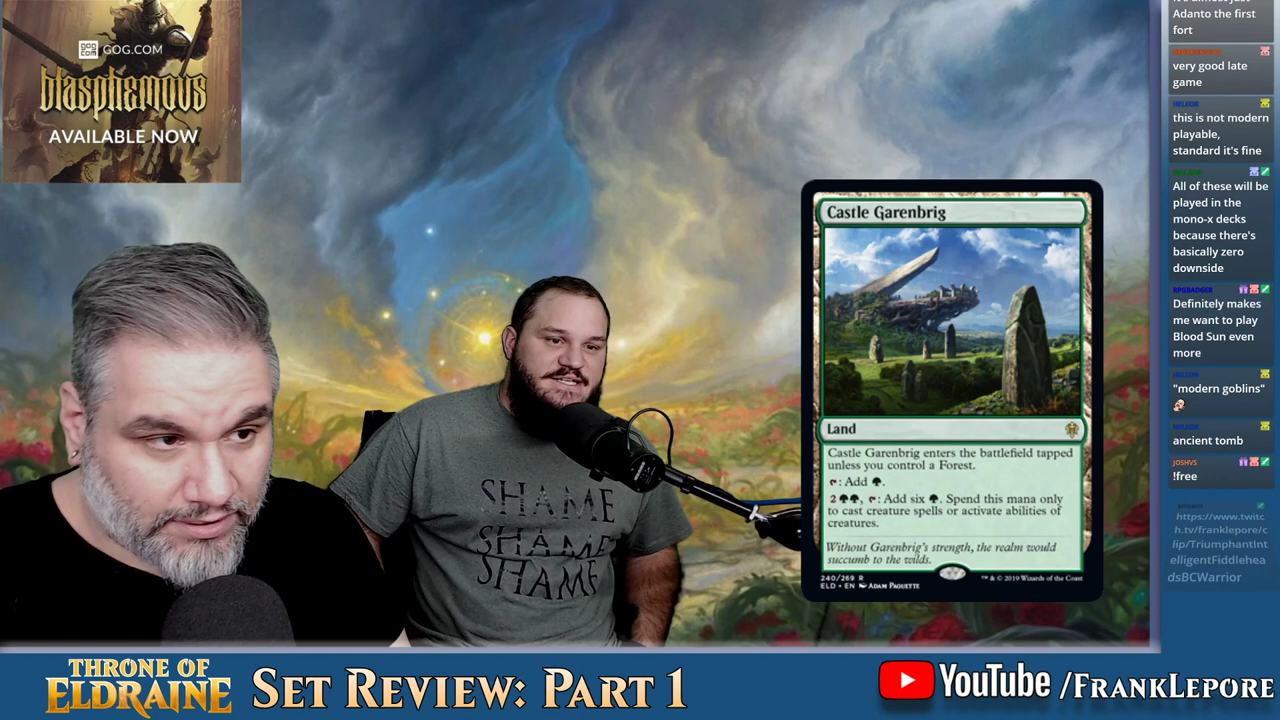 GOG.COM
blasphemous
AVAILABLE NOW
Adanto the first
fort
very good late
game
this is not modern
playable,
standard it's fine
All of these will be
played in the
mono-x decks
because there's
basically zero
downside
RPGBADGER
Definitely makes
me want to play
Blood Sun even
more
"modern goblins"
ancient tomb
JOSHVS
!free
https://www.twitc
h.tv/franklepore/c
lip/TriumphantInt
elligentFiddlehea
dsBCWarrior
Castle Garenbrig
Land
Castle Garenbrig enters the battlefield tapped
unless you control a Forest.
: Add .
2 , : Add six . Spend this mana only
to cast creature spells or activate abilities of
creatures.
Without Garenbrig's strength, the realm would
succumb to the wilds.
240/269 R
ELD • EN ADAM PAQUETTE
™ & © 2019 Wizards of the Coast
SHAME
SHAME
SHAME
THRONE OF
ELDRAINE
SET REVIEW: PART 1
YouTube /FRANKLEPORE